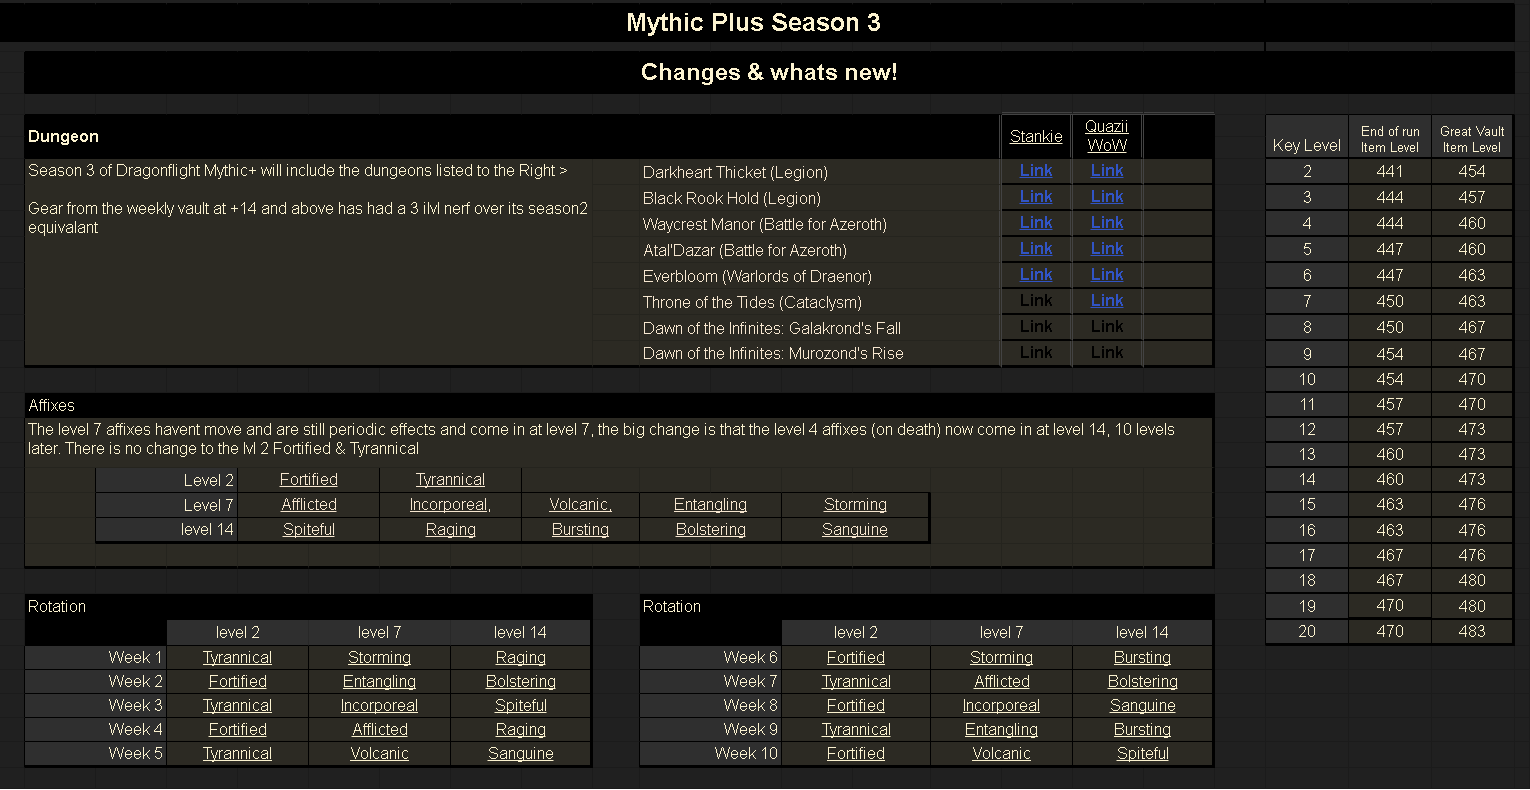 Mythic Plus Season 3
Changes & whats new!
Dungeon Stankie Quazii WoW
Season 3 of Dragonflight Mythic+ will include the dungeons listed to the Right >
Gear from the weekly vault at +14 and above has had a 3 ilvl nerf over its season2
equivalant
Darkheart Thicket (Legion) Link Link
Black Rook Hold (Legion) Link Link
Waycrest Manor (Battle for Azeroth) Link Link
Atal'Dazar (Battle for Azeroth) Link Link
Everbloom (Warlords of Draenor) Link Link
Throne of the Tides (Cataclysm) Link Link
Dawn of the Infinites: Galakrond's Fall Link Link
Dawn of the Infinites: Murozond's Rise Link Link
Affixes
The level 7 affixes havent move and are still periodic effects and come in at level 7, the big change is that the level 4 affixes (on death) now come in at level 14, 10 levels
later. There is no change to the lvl 2 Fortified & Tyrannical
Level 2 Fortified Tyrannical
Level 7 Afflicted Incorporeal, Volcanic, Entangling Storming
level 14 Spiteful Raging Bursting Bolstering Sanguine
Rotation
level 2 level 7 level 14
Week 1 Tyrannical Storming Raging
Week 2 Fortified Entangling Bolstering
Week 3 Tyrannical Incorporeal Spiteful
Week 4 Fortified Afflicted Raging
Week 5 Tyrannical Volcanic Sanguine
Rotation
level 2 level 7 level 14
Week 6 Fortified Storming Bursting
Week 7 Tyrannical Afflicted Bolstering
Week 8 Fortified Incorporeal Sanguine
Week 9 Tyrannical Entangling Bursting
Week 10 Fortified Volcanic Spiteful
Key Level End of run Item Level Great Vault Item Level
2 441 454
3 444 457
4 444 460
5 447 460
6 447 463
7 450 463
8 450 467
9 454 467
10 454 470
11 457 470
12 457 473
13 460 473
14 460 473
15 463 476
16 463 476
17 467 476
18 467 480
19 470 480
20 470 483